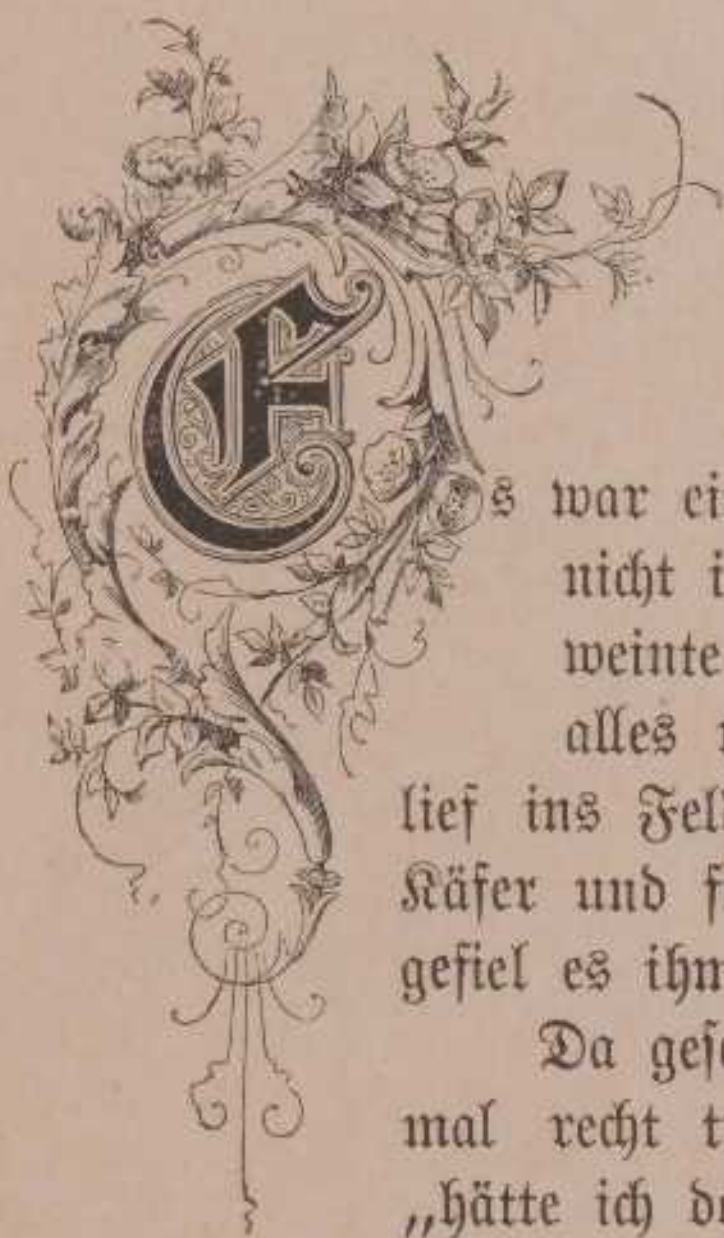 Es war ei
nicht i
weinte
alles
lief ins Fel
Käfer und f
gefiel es ihm
Da gesc
mal recht t
„hätte ich d